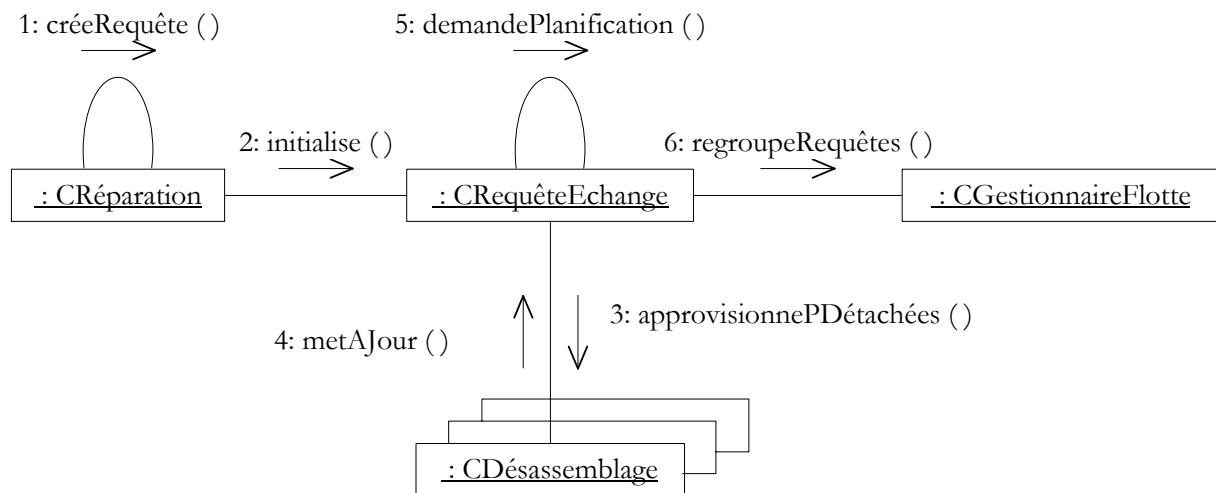 1: créeRequête ( )
5: demandePlanification ( )
2: initialise ( )
6: regroupeRequêtes ( )
: CRéparation
: CRequêteEchange
: CGestionnaireFlotte
3: approvisionnePDétachées ( )
4: metAJour ( )
: CDésassemblage